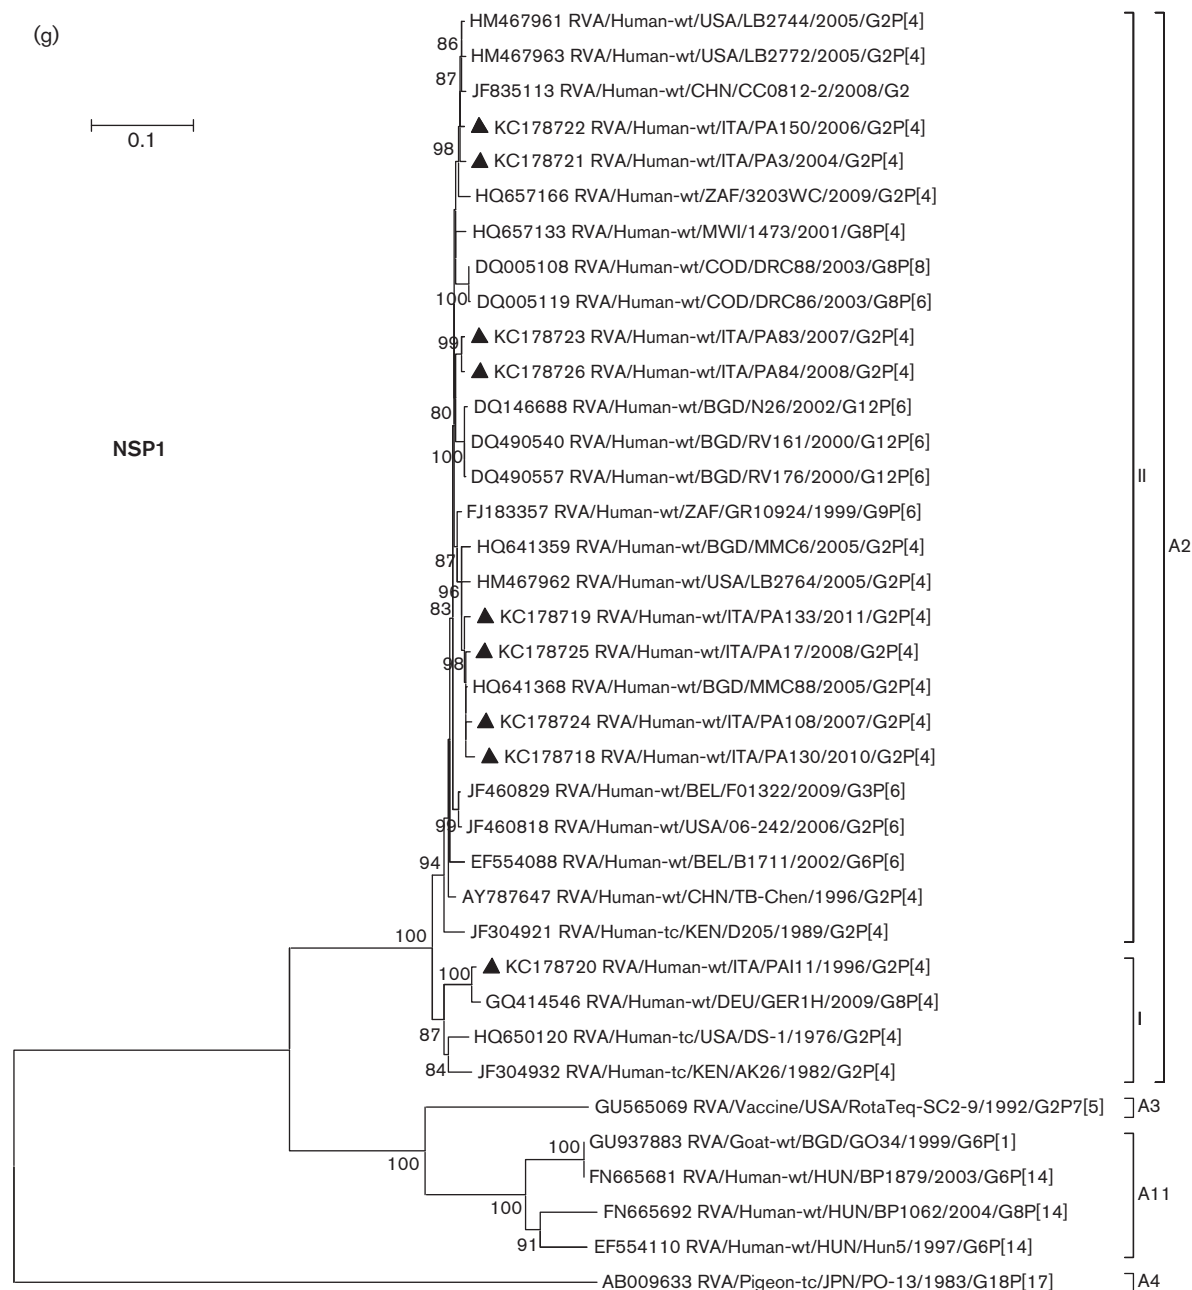 (g)
0.1
NSP1
HM467961 RVA/Human-wt/USA/LB2744/2005/G2P[4]
86
HM467963 RVA/Human-wt/USA/LB2772/2005/G2P[4]
87
JF835113 RVA/Human-wt/CHN/CC0812-2/2008/G2
▲ KC178722 RVA/Human-wt/ITA/PA150/2006/G2P[4]
98
▲ KC178721 RVA/Human-wt/ITA/PA3/2004/G2P[4]
HQ657166 RVA/Human-wt/ZAF/3203WC/2009/G2P[4]
HQ657133 RVA/Human-wt/MWI/1473/2001/G8P[4]
DQ005108 RVA/Human-wt/COD/DRC88/2003/G8P[8]
100
DQ005119 RVA/Human-wt/COD/DRC86/2003/G8P[6]
99
▲ KC178723 RVA/Human-wt/ITA/PA83/2007/G2P[4]
▲ KC178726 RVA/Human-wt/ITA/PA84/2008/G2P[4]
80
DQ146688 RVA/Human-wt/BGD/N26/2002/G12P[6]
DQ490540 RVA/Human-wt/BGD/RV161/2000/G12P[6]
100
DQ490557 RVA/Human-wt/BGD/RV176/2000/G12P[6]
FJ183357 RVA/Human-wt/ZAF/GR10924/1999/G9P[6]
HQ641359 RVA/Human-wt/BGD/MMC6/2005/G2P[4]
87
HM467962 RVA/Human-wt/USA/LB2764/2005/G2P[4]
96
83
▲ KC178719 RVA/Human-wt/ITA/PA133/2011/G2P[4]
▲ KC178725 RVA/Human-wt/ITA/PA17/2008/G2P[4]
98
HQ641368 RVA/Human-wt/BGD/MMC88/2005/G2P[4]
▲ KC178724 RVA/Human-wt/ITA/PA108/2007/G2P[4]
▲ KC178718 RVA/Human-wt/ITA/PA130/2010/G2P[4]
JF460829 RVA/Human-wt/BEL/F01322/2009/G3P[6]
99
JF460818 RVA/Human-wt/USA/06-242/2006/G2P[6]
94
EF554088 RVA/Human-wt/BEL/B1711/2002/G6P[6]
AY787647 RVA/Human-wt/CHN/TB-Chen/1996/G2P[4]
JF304921 RVA/Human-tc/KEN/D205/1989/G2P[4]
100
II
A2
100
▲ KC178720 RVA/Human-wt/ITA/PAI11/1996/G2P[4]
GQ414546 RVA/Human-wt/DEU/GER1H/2009/G8P[4]
87
HQ650120 RVA/Human-tc/USA/DS-1/1976/G2P[4]
84
JF304932 RVA/Human-tc/KEN/AK26/1982/G2P[4]
I
GU565069 RVA/Vaccine/USA/RotaTeq-SC2-9/1992/G2P7[5]
A3
100
100
GU937883 RVA/Goat-wt/BGD/GO34/1999/G6P[1]
FN665681 RVA/Human-wt/HUN/BP1879/2003/G6P[14]
100
FN665692 RVA/Human-wt/HUN/BP1062/2004/G8P[14]
91
EF554110 RVA/Human-wt/HUN/Hun5/1997/G6P[14]
A11
AB009633 RVA/Pigeon-tc/JPN/PO-13/1983/G18P[17]
A4